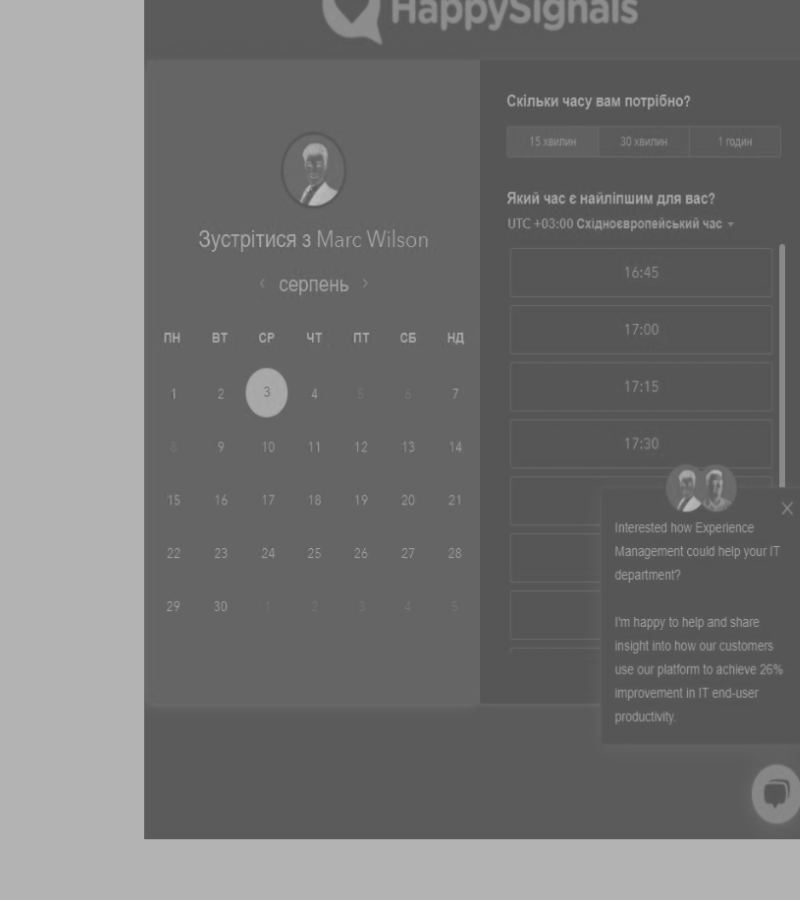 HappySignals
Зустрітися з Marc Wilson
серпень
ПН ВТ СР ЧТ ПТ СБ НД
1 2 3 4 5 6 7
8 9 10 11 12 13 14
15 16 17 18 19 20 21
22 23 24 25 26 27 28
29 30 1 2 3 4 5
Скільки часу вам потрібно?
15 хвилин 30 хвилин 1 годин
Який час є найліпшим для вас?
UTC +03:00 Східноєвропейський час
16:45
17:00
17:15
17:30
Interested how Experience
Management could help your IT
department?
I'm happy to help and share
insight into how our customers
use our platform to achieve 26%
improvement in IT end-user
productivity.